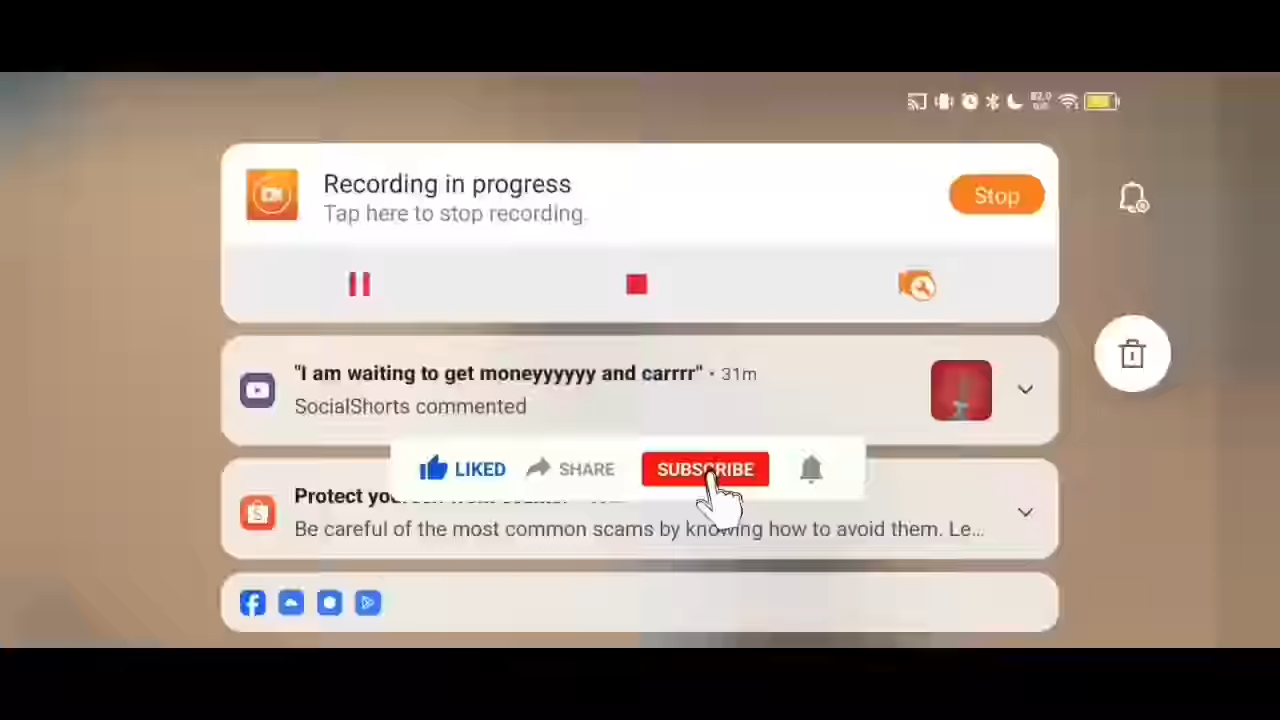 Recording in progress
Tap here to stop recording.
Stop
"I am waiting to get moneyyyyyy and carrrr" • 31m
SocialShorts commented
LIKED SHARE SUBSCRIBE
Protect
Be careful of the most common scams by knowing how to avoid them. Le...